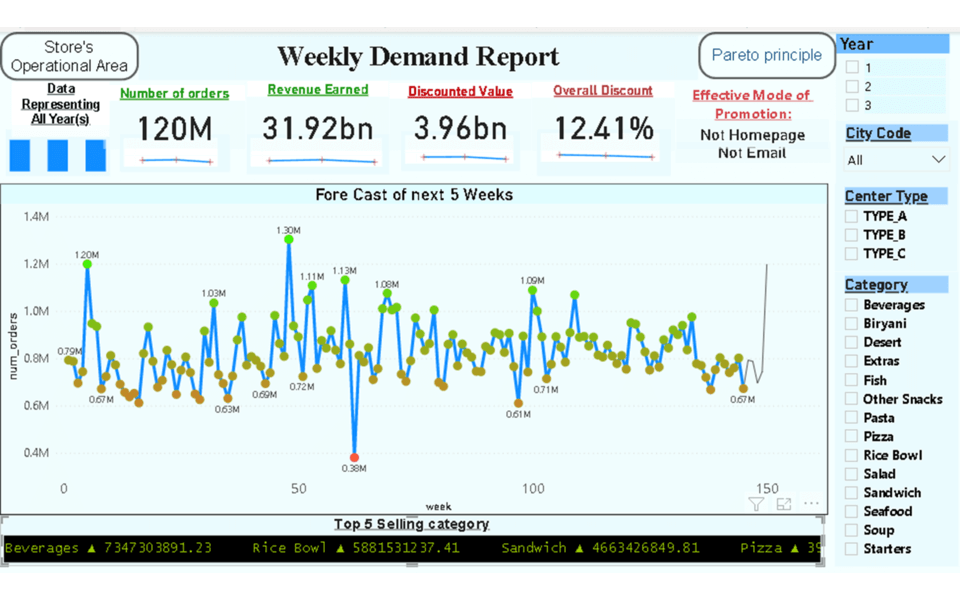 Store's
Operational Area
Weekly Demand Report
Pareto principle
Data
Representing
All Year(s)
Number of orders
120M
Revenue Earned
31.92bn
Discounted Value
3.96bn
Overall Discount
12.41%
Effective Mode of
Promotion:
Not Homepage
Not Email
Year
1
2
3
City Code
All
Center Type
TYPE_A
TYPE_B
TYPE_C
Category
Beverages
Biryani
Desert
Extras
Fish
Other Snacks
Pasta
Pizza
Rice Bowl
Salad
Sandwich
Seafood
Soup
Starters
Fore Cast of next 5 Weeks
num_orders
1.4M
1.2M
1.0M
0.8M
0.6M
0.4M
0.79M
1.20M
0.67M
1.03M
0.63M
0.69M
1.30M
0.72M
1.11M
1.13M
0.38M
1.08M
0.61M
1.09M
0.71M
0.67M
0 50 100 150
week
Top 5 Selling category
Beverages ▲ 7347303891.23 Rice Bowl ▲ 5881531237.41 Sandwich ▲ 4663426849.81 Pizza ▲ 39